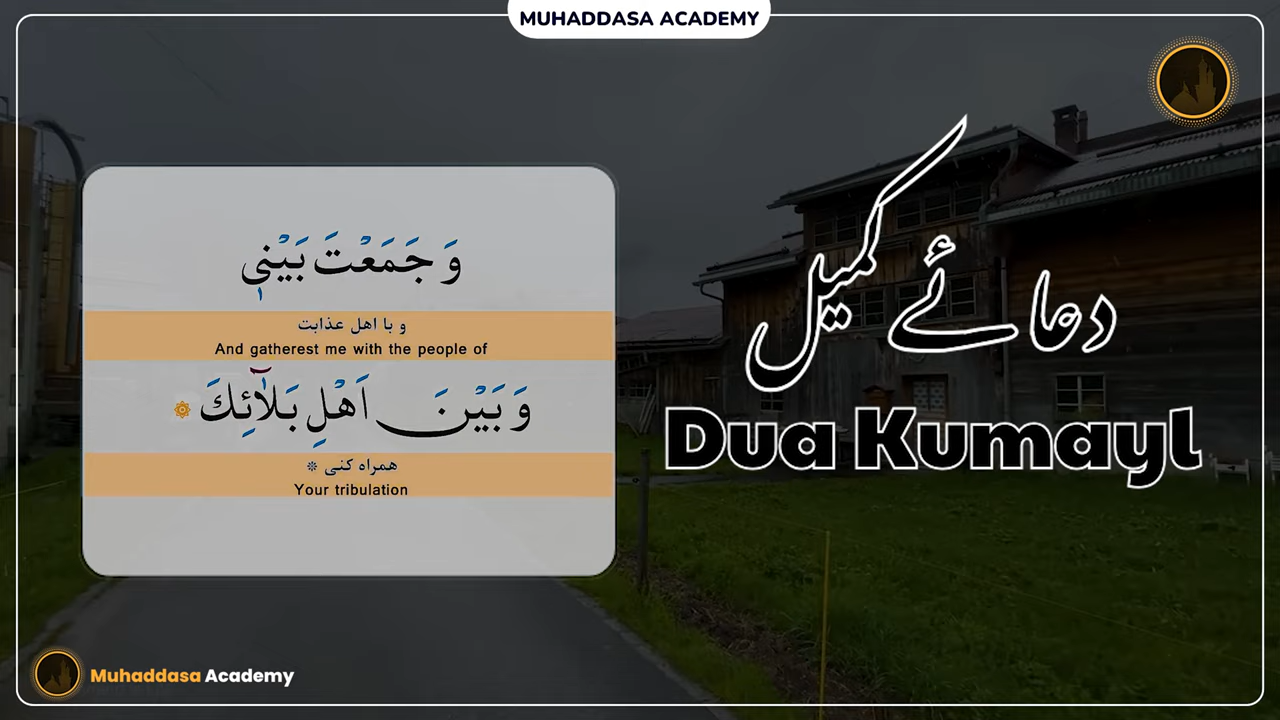 MUHADDASA ACADEMY
وَ جَمَعْتَ بَيْنٖي
و با اهل عذابت
And gatherest me with the people of
وَ بَيْنَ اَهْلِ بَلَآئِكَ
همراه کنی *
Your tribulation
دعائے کمیل
Dua Kumayl
Muhaddasa Academy